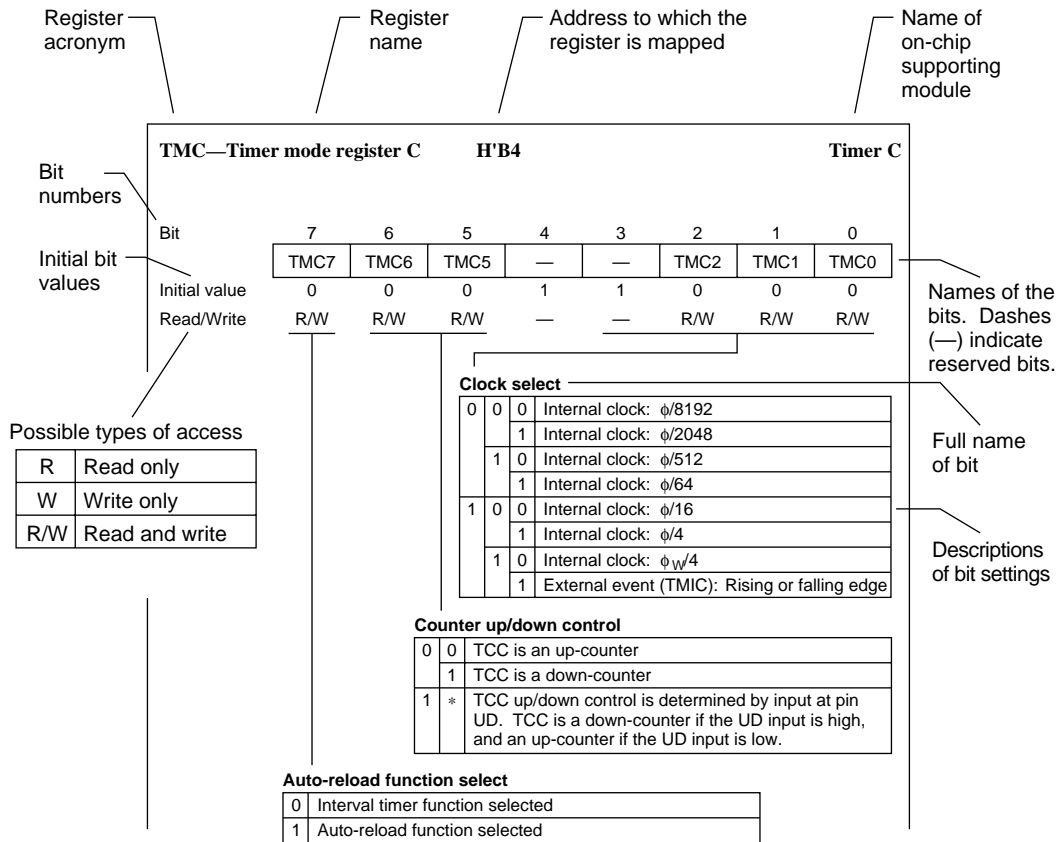 Register acronym
Register name
Address to which the register is mapped
Name of on-chip supporting module
TMC—Timer mode register C H'B4 Timer C
Bit numbers
Bit 7 6 5 4 3 2 1 0
Initial bit values
TMC7 TMC6 TMC5 — — TMC2 TMC1 TMC0
Initial value 0 0 0 1 1 0 0 0
Read/Write R/W R/W R/W — — R/W R/W R/W
Names of the bits. Dashes (—) indicate reserved bits.
Possible types of access
R Read only
W Write only
R/W Read and write
Clock select
0 0 0 Internal clock: ϕ/8192
1 Internal clock: ϕ/2048
1 0 Internal clock: ϕ/512
1 Internal clock: ϕ/64
1 0 0 Internal clock: ϕ/16
1 Internal clock: ϕ/4
1 0 Internal clock: ϕW/4
1 External event (TMIC): Rising or falling edge
Full name of bit
Descriptions of bit settings
Counter up/down control
0 0 TCC is an up-counter
1 TCC is a down-counter
1 * TCC up/down control is determined by input at pin
UD. TCC is a down-counter if the UD input is high,
and an up-counter if the UD input is low.
Auto-reload function select
0 Interval timer function selected
1 Auto-reload function selected